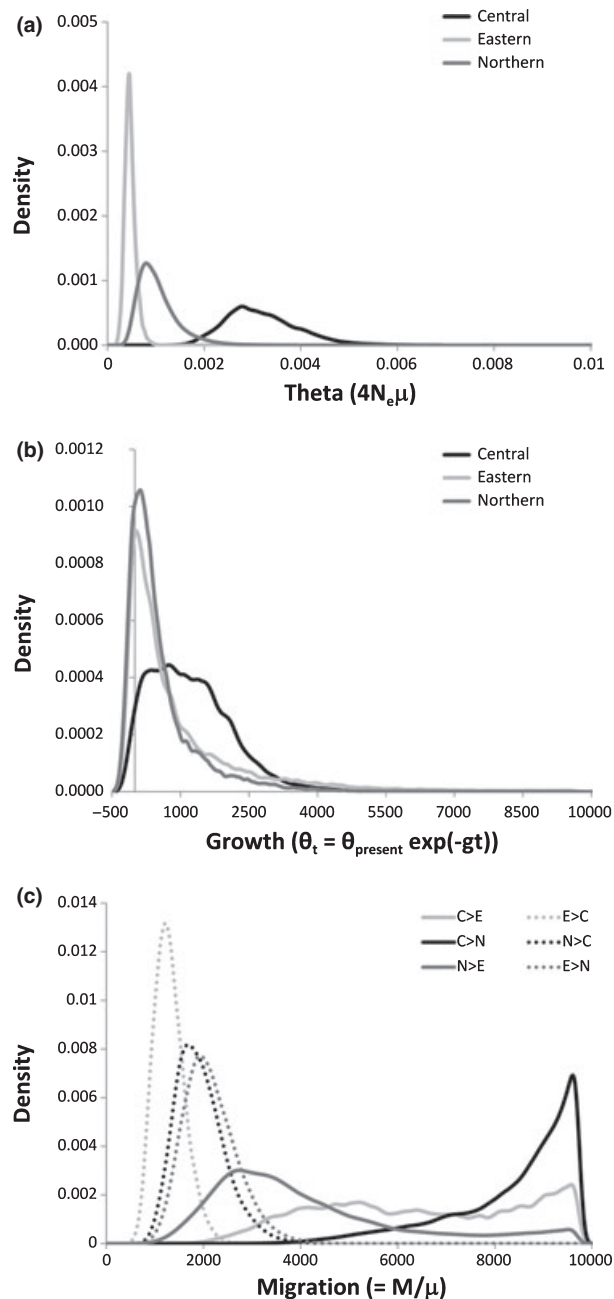 (a)
0.005
0.004
0.003
0.002
0.001
0.000
Density
Central
Eastern
Northern
0 0.002 0.004 0.006 0.008 0.01
Theta (4Neμ)
(b)
0.0012
0.0010
0.0008
0.0006
0.0004
0.0002
0.0000
Density
Central
Eastern
Northern
−500 1000 2500 4000 5500 7000 8500 10000
Growth (θt = θpresent exp(-gt))
(c)
0.014
0.012
0.01
0.008
0.006
0.004
0.002
0
Density
C>E E>C
C>N N>C
N>E E>N
0 2000 4000 6000 8000 10000
Migration (= M/μ)